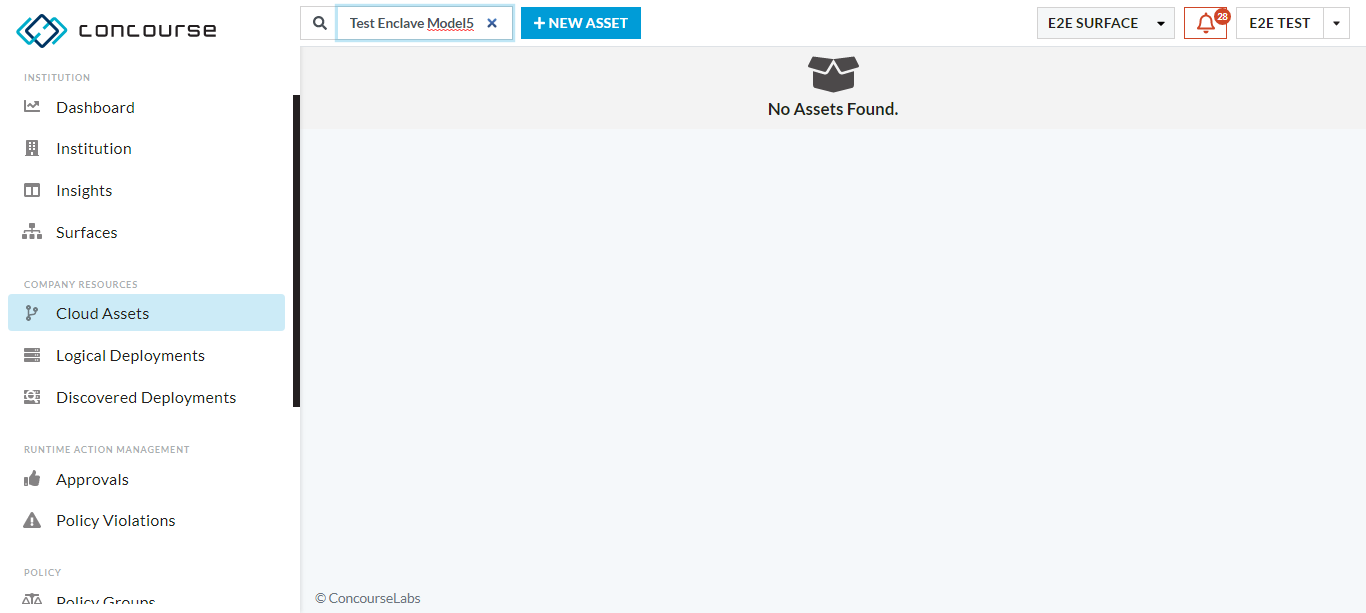 concourse
Test Enclave Model5
NEW ASSET
E2E SURFACE
28
E2E TEST
INSTITUTION
Dashboard
Institution
Insights
Surfaces
COMPANY RESOURCES
Cloud Assets
Logical Deployments
Discovered Deployments
RUNTIME ACTION MANAGEMENT
Approvals
Policy Violations
POLICY
Policy Groups
No Assets Found.
© ConcourseLabs